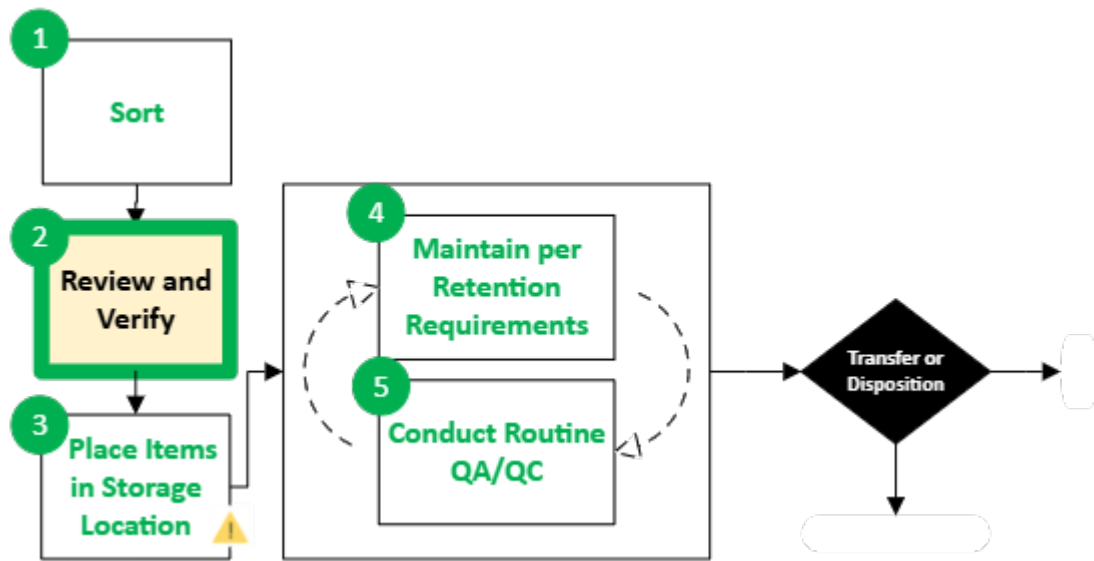 1
Sort
2
Review and
Verify
3
Place Items
in Storage
Location
4
Maintain per
Retention
Requirements
5
Conduct Routine
QA/QC
Transfer or
Disposition